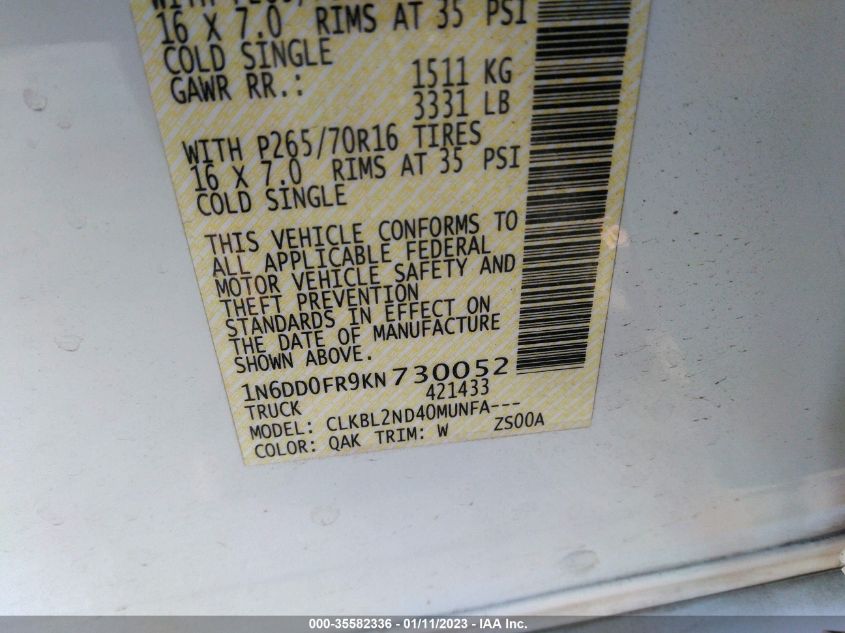 16 X 7.0 RIMS AT 35 PSI
COLD SINGLE
GAWR RR.: 1511 KG
3331 LB
WITH P265/70R16 TIRES
16 X 7.0 RIMS AT 35 PSI
COLD SINGLE
THIS VEHICLE CONFORMS TO
ALL APPLICABLE FEDERAL
MOTOR VEHICLE SAFETY AND
THEFT PREVENTION
STANDARDS IN EFFECT ON
THE DATE OF MANUFACTURE
SHOWN ABOVE.
1N6DD0FR9KN730052
TRUCK 421433
MODEL: CLKBL2ND40MUNFA---
COLOR: QAK TRIM: W ZS00A
000-35582336 - 01/11/2023 - IAA Inc.